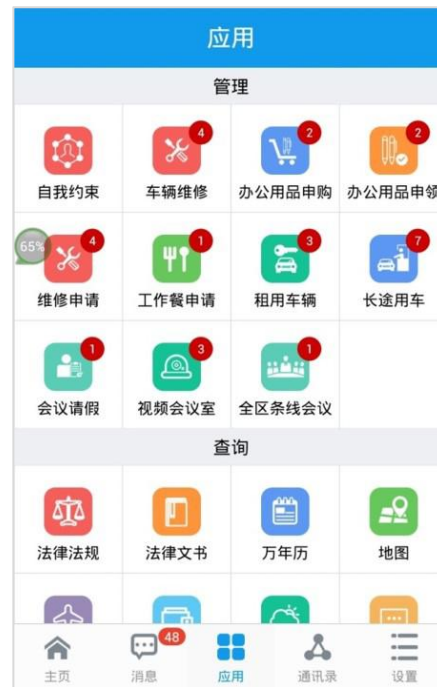 应用
管理
4 2 2
自我约束 车辆维修 办公用品申购 办公用品申领
65% 4 1 3 7
维修申请 工作餐申请 租用车辆 长途用车
1 3 1
会议请假 视频会议室 全区条线会议
查询
法律法规 法律文书 万年历 地图
48
主页 消息 应用 通讯录 设置